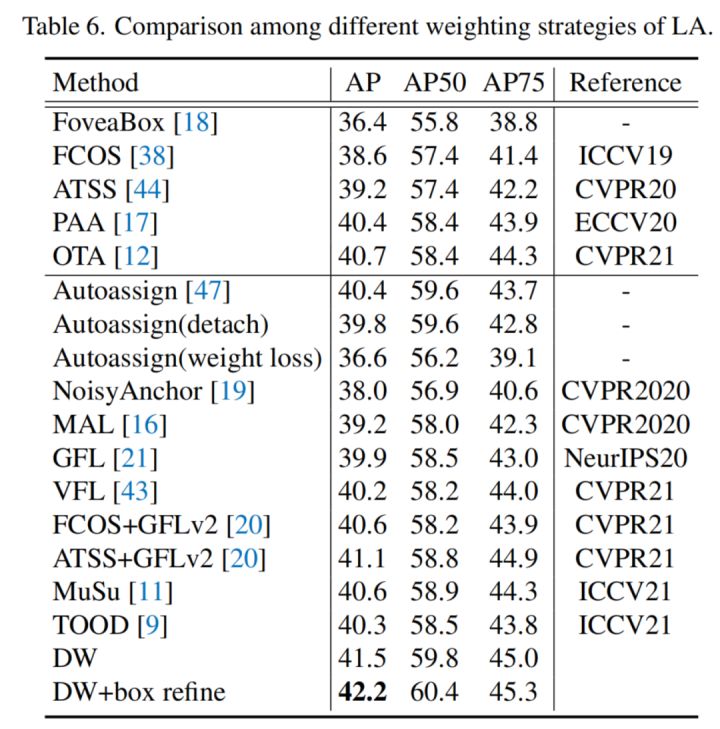 Table 6. Comparison among different weighting strategies of LA.
Method AP AP50 AP75 Reference
FoveaBox [18] 36.4 55.8 38.8 -
FCOS [38] 38.6 57.4 41.4 ICCV19
ATSS [44] 39.2 57.4 42.2 CVPR20
PAA [17] 40.4 58.4 43.9 ECCV20
OTA [12] 40.7 58.4 44.3 CVPR21
Autoassign [47] 40.4 59.6 43.7 -
Autoassign(detach) 39.8 59.6 42.8 -
Autoassign(weight loss) 36.6 56.2 39.1 -
NoisyAnchor [19] 38.0 56.9 40.6 CVPR2020
MAL [16] 39.2 58.0 42.3 CVPR2020
GFL [21] 39.9 58.5 43.0 NeurIPS20
VFL [43] 40.2 58.2 44.0 CVPR21
FCOS+GFLv2 [20] 40.6 58.2 43.9 CVPR21
ATSS+GFLv2 [20] 41.1 58.8 44.9 CVPR21
MuSu [11] 40.6 58.9 44.3 ICCV21
TOOD [9] 40.3 58.5 43.8 ICCV21
DW 41.5 59.8 45.0
DW+box refine 42.2 60.4 45.3